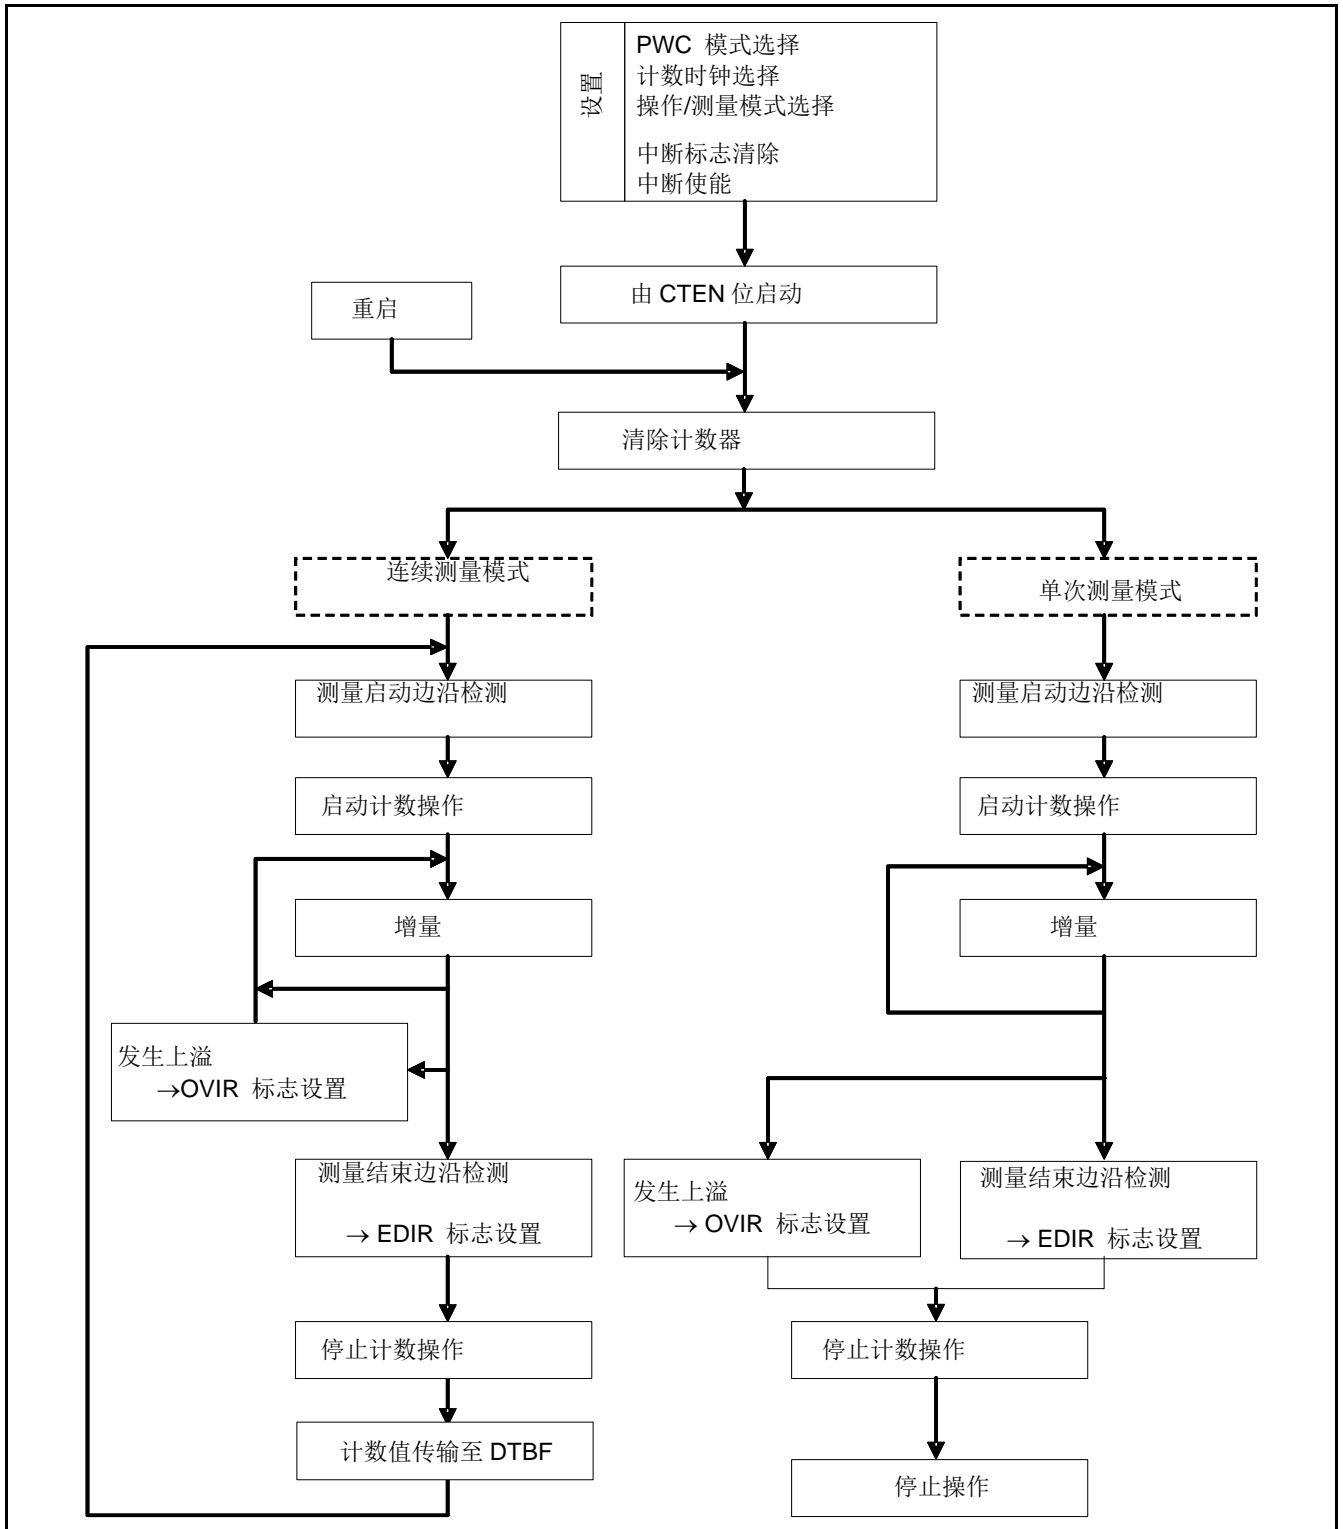 设置
PWC 模式选择
计数时钟选择
操作/测量模式选择
中断标志清除
中断使能
由 CTEN 位启动
重启
清除计数器
连续测量模式
单次测量模式
测量启动边沿检测
测量启动边沿检测
启动计数操作
启动计数操作
增量
增量
发生上溢
→OVIR 标志设置
测量结束边沿检测
→ EDIR 标志设置
发生上溢
→ OVIR 标志设置
测量结束边沿检测
→ EDIR 标志设置
停止计数操作
停止计数操作
计数值传输至 DTBF
停止操作